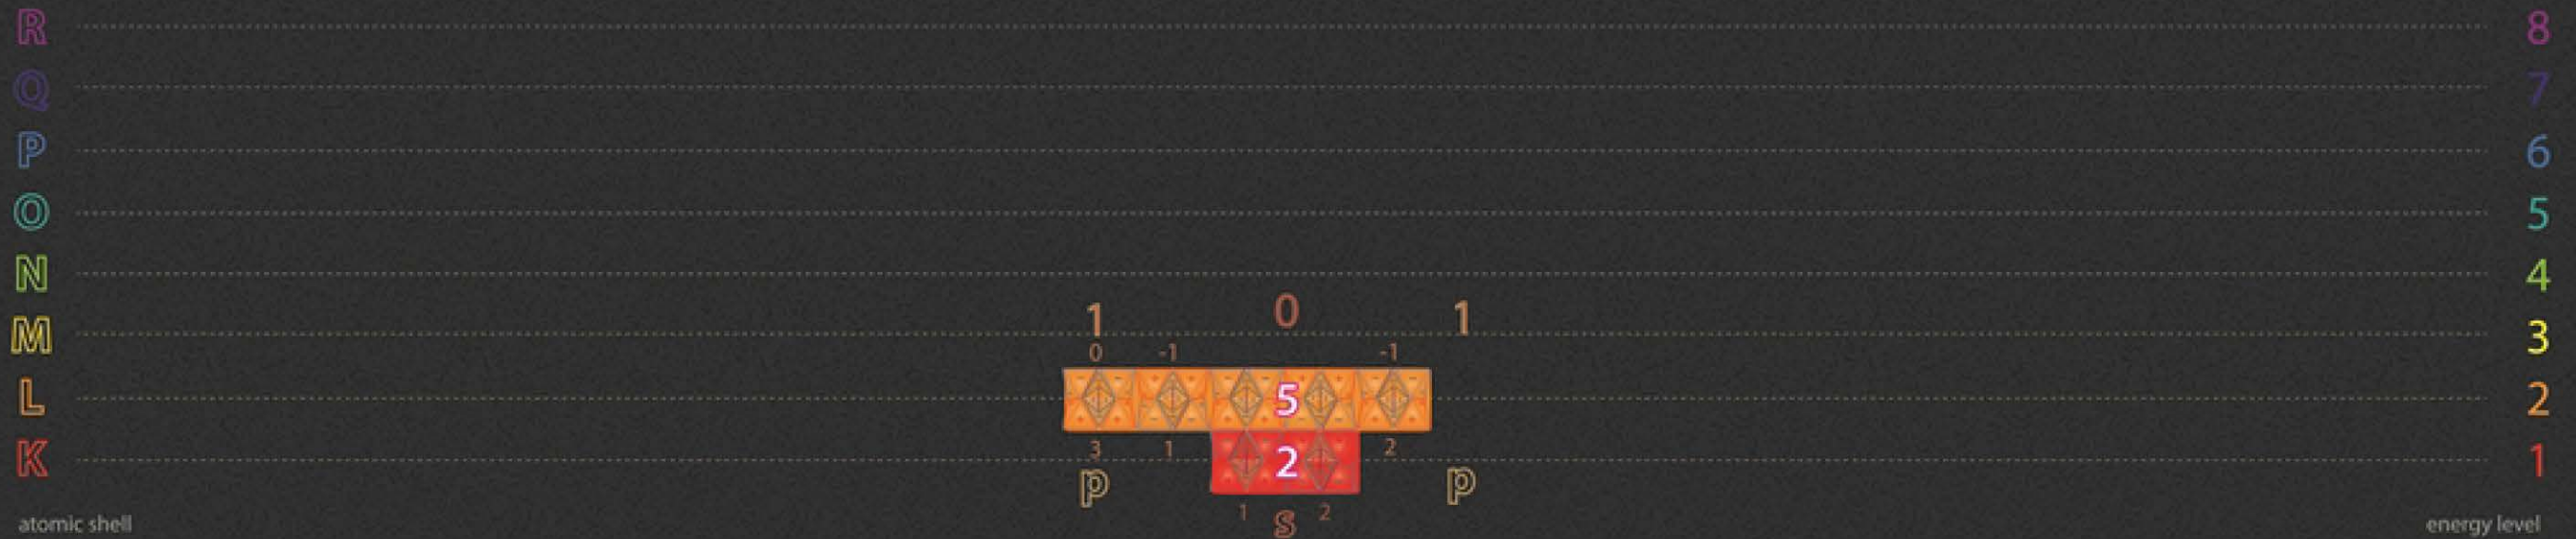 R 8
Q 7
P 6
O 5
N 4
1 0 1
M 3
0 -1 -1
L 5 2
3 1 2
K 2 1
p p
1 s 2
atomic shell energy level